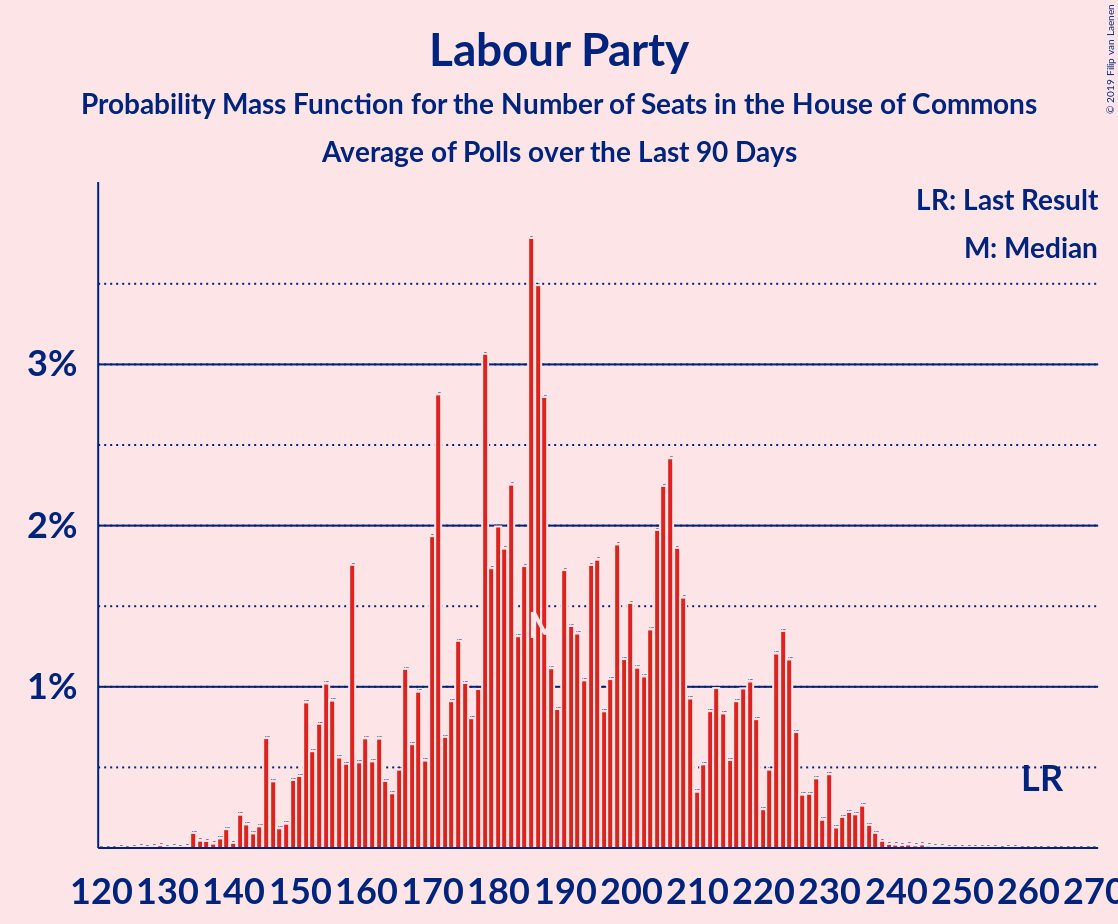 Labour Party
Probability Mass Function for the Number of Seats in the House of Commons
Average of Polls over the Last 90 Days
© 2019 Filip van Laenen
LR: Last Result
M: Median
3%
2%
1%
M
LR
120 130 140 150 160 170 180 190 200 210 220 230 240 250 260 270